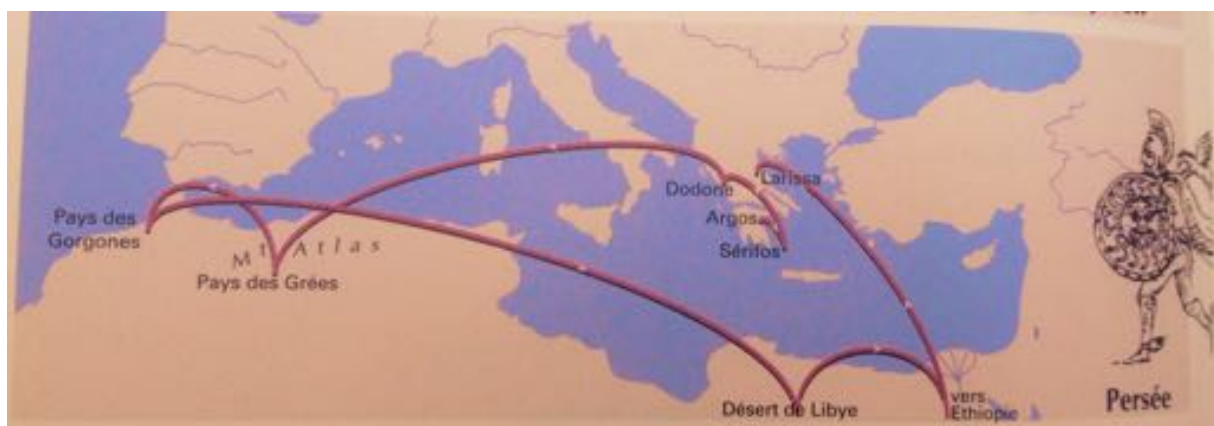 Pays des
Gorgones
Mt Atlas
Pays des Grées
Dodone
Larissa
Argos
Sérifos
Désert de Libye
vers
Ethiopie
Persée